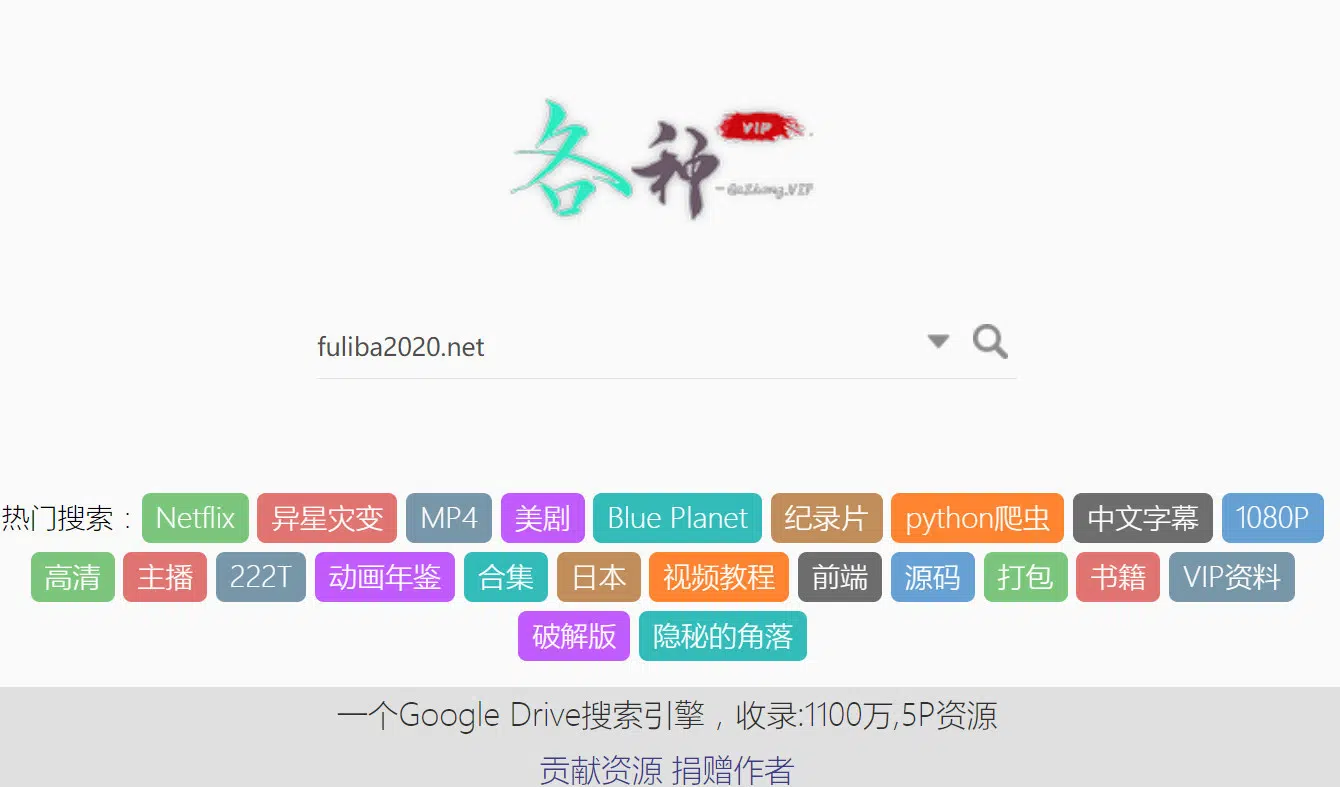 各种 VIP
- GeZhong.VIP
fuliba2020.net
热门搜索： Netflix 异星灾变 MP4 美剧 Blue Planet 纪录片 python爬虫 中文字幕 1080P
高清 主播 222T 动画年鉴 合集 日本 视频教程 前端 源码 打包 书籍 VIP资料
破解版 隐秘的角落
一个Google Drive搜索引擎，收录:1100万,5P资源
贡献资源 捐赠作者